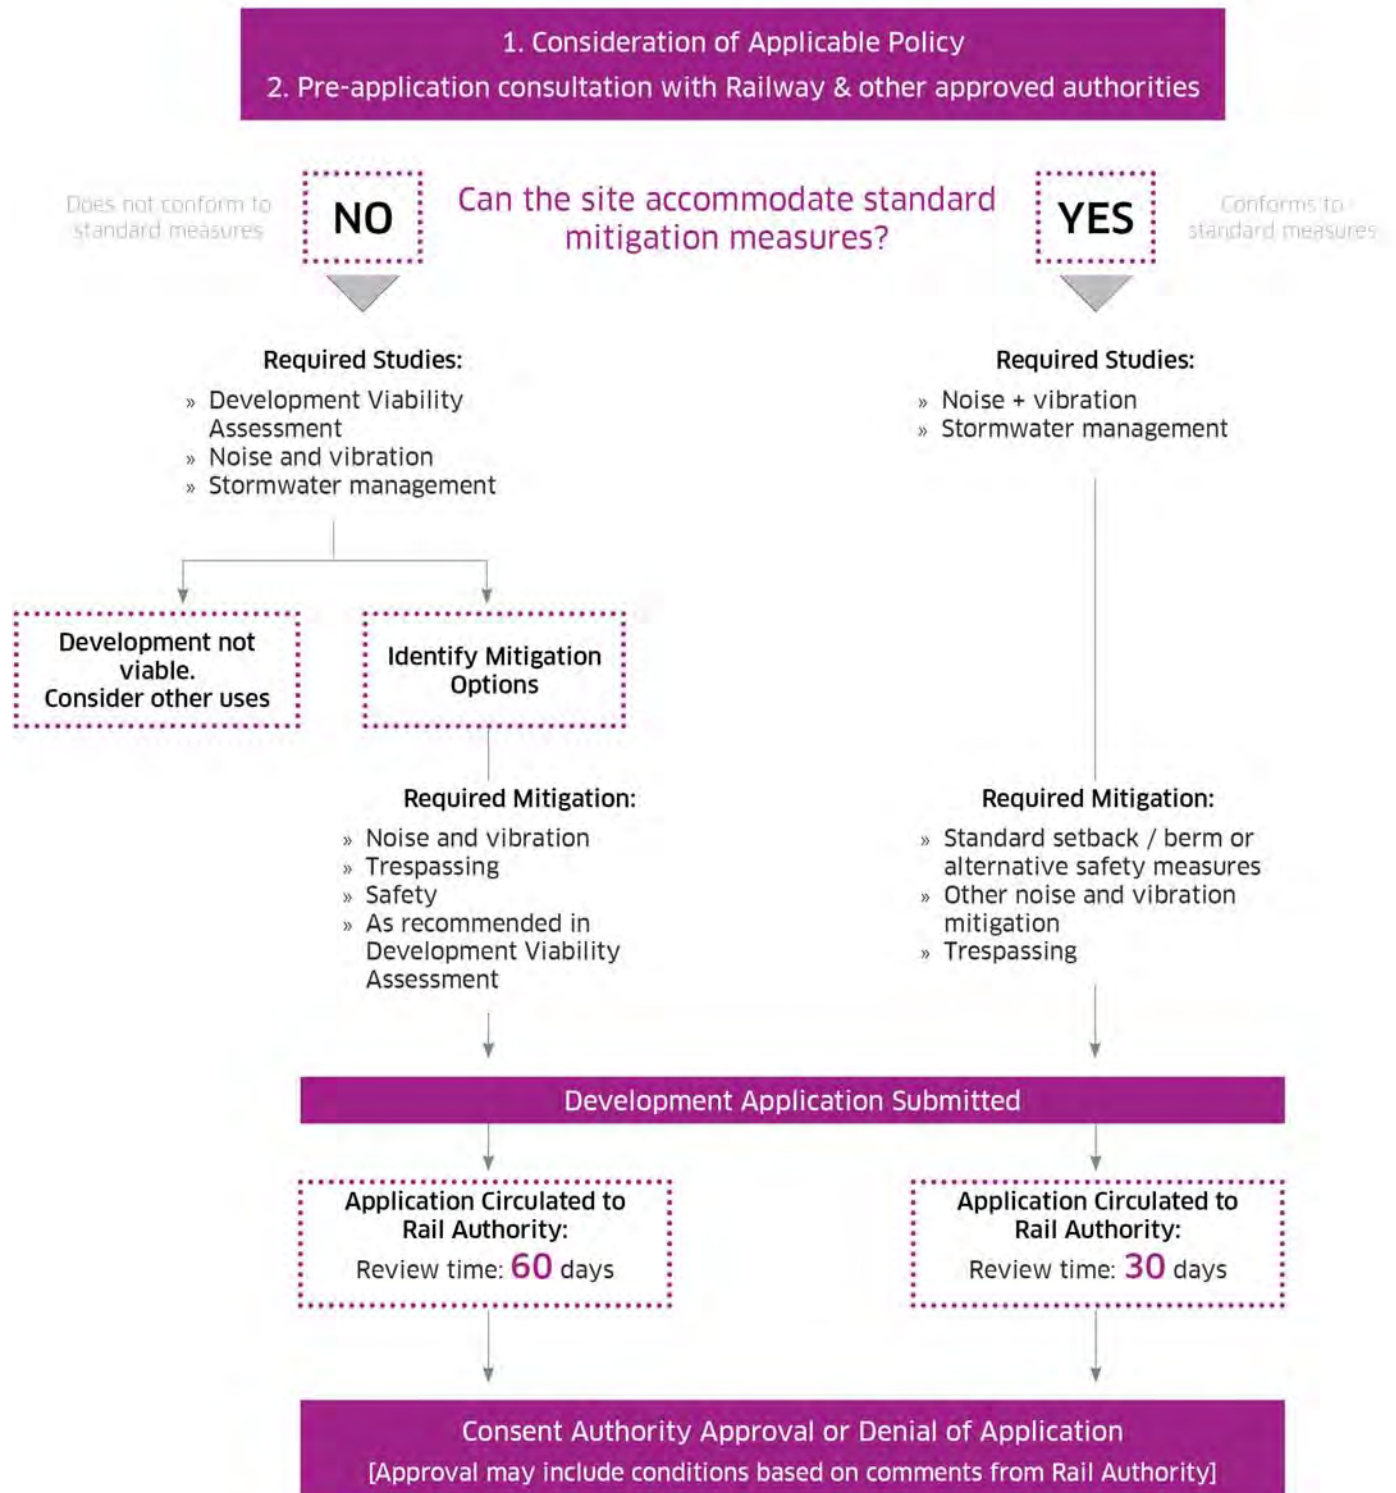 1. Consideration of Applicable Policy
2. Pre-application consultation with Railway & other approved authorities
Does not conform to
standard measures
NO
Can the site accommodate standard
mitigation measures?
YES
Conforms to
standard measures
Required Studies:
» Development Viability
Assessment
» Noise and vibration
» Stormwater management
Required Studies:
» Noise + vibration
» Stormwater management
Development not
viable.
Consider other uses
Identify Mitigation
Options
Required Mitigation:
» Noise and vibration
» Trespassing
» Safety
» As recommended in
Development Viability
Assessment
Required Mitigation:
» Standard setback / berm or
alternative safety measures
» Other noise and vibration
mitigation
» Trespassing
Development Application Submitted
Application Circulated to
Rail Authority:
Review time: 60 days
Application Circulated to
Rail Authority:
Review time: 30 days
Consent Authority Approval or Denial of Application
[Approval may include conditions based on comments from Rail Authority]